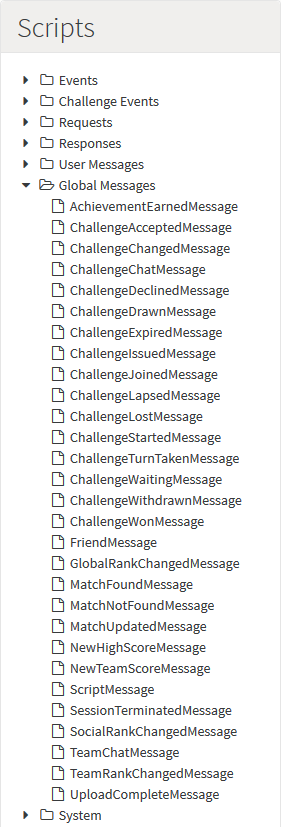 Scripts
Events
Challenge Events
Requests
Responses
User Messages
Global Messages
AchievementEarnedMessage
ChallengeAcceptedMessage
ChallengeChangedMessage
ChallengeChatMessage
ChallengeDeclinedMessage
ChallengeDrawnMessage
ChallengeExpiredMessage
ChallengeIssuedMessage
ChallengeJoinedMessage
ChallengeLapsedMessage
ChallengeLostMessage
ChallengeStartedMessage
ChallengeTurnTakenMessage
ChallengeWaitingMessage
ChallengeWithdrawnMessage
ChallengeWonMessage
FriendMessage
GlobalRankChangedMessage
MatchFoundMessage
MatchNotFoundMessage
MatchUpdatedMessage
NewHighScoreMessage
NewTeamScoreMessage
ScriptMessage
SessionTerminatedMessage
SocialRankChangedMessage
TeamChatMessage
TeamRankChangedMessage
UploadCompleteMessage
System